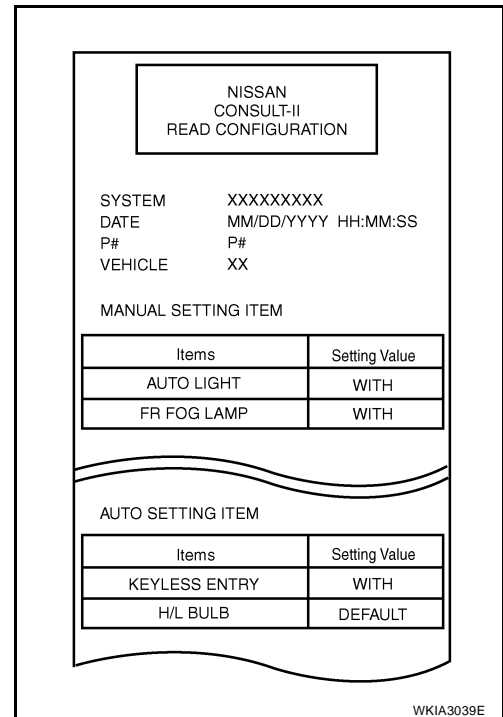 NISSAN
CONSULT-II
READ CONFIGURATION
SYSTEM XXXXXXXXX
DATE MM/DD/YYYY HH:MM:SS
P# P#
VEHICLE XX
MANUAL SETTING ITEM
Items Setting Value
AUTO LIGHT WITH
FR FOG LAMP WITH
AUTO SETTING ITEM
Items Setting Value
KEYLESS ENTRY WITH
H/L BULB DEFAULT
WKIA3039E